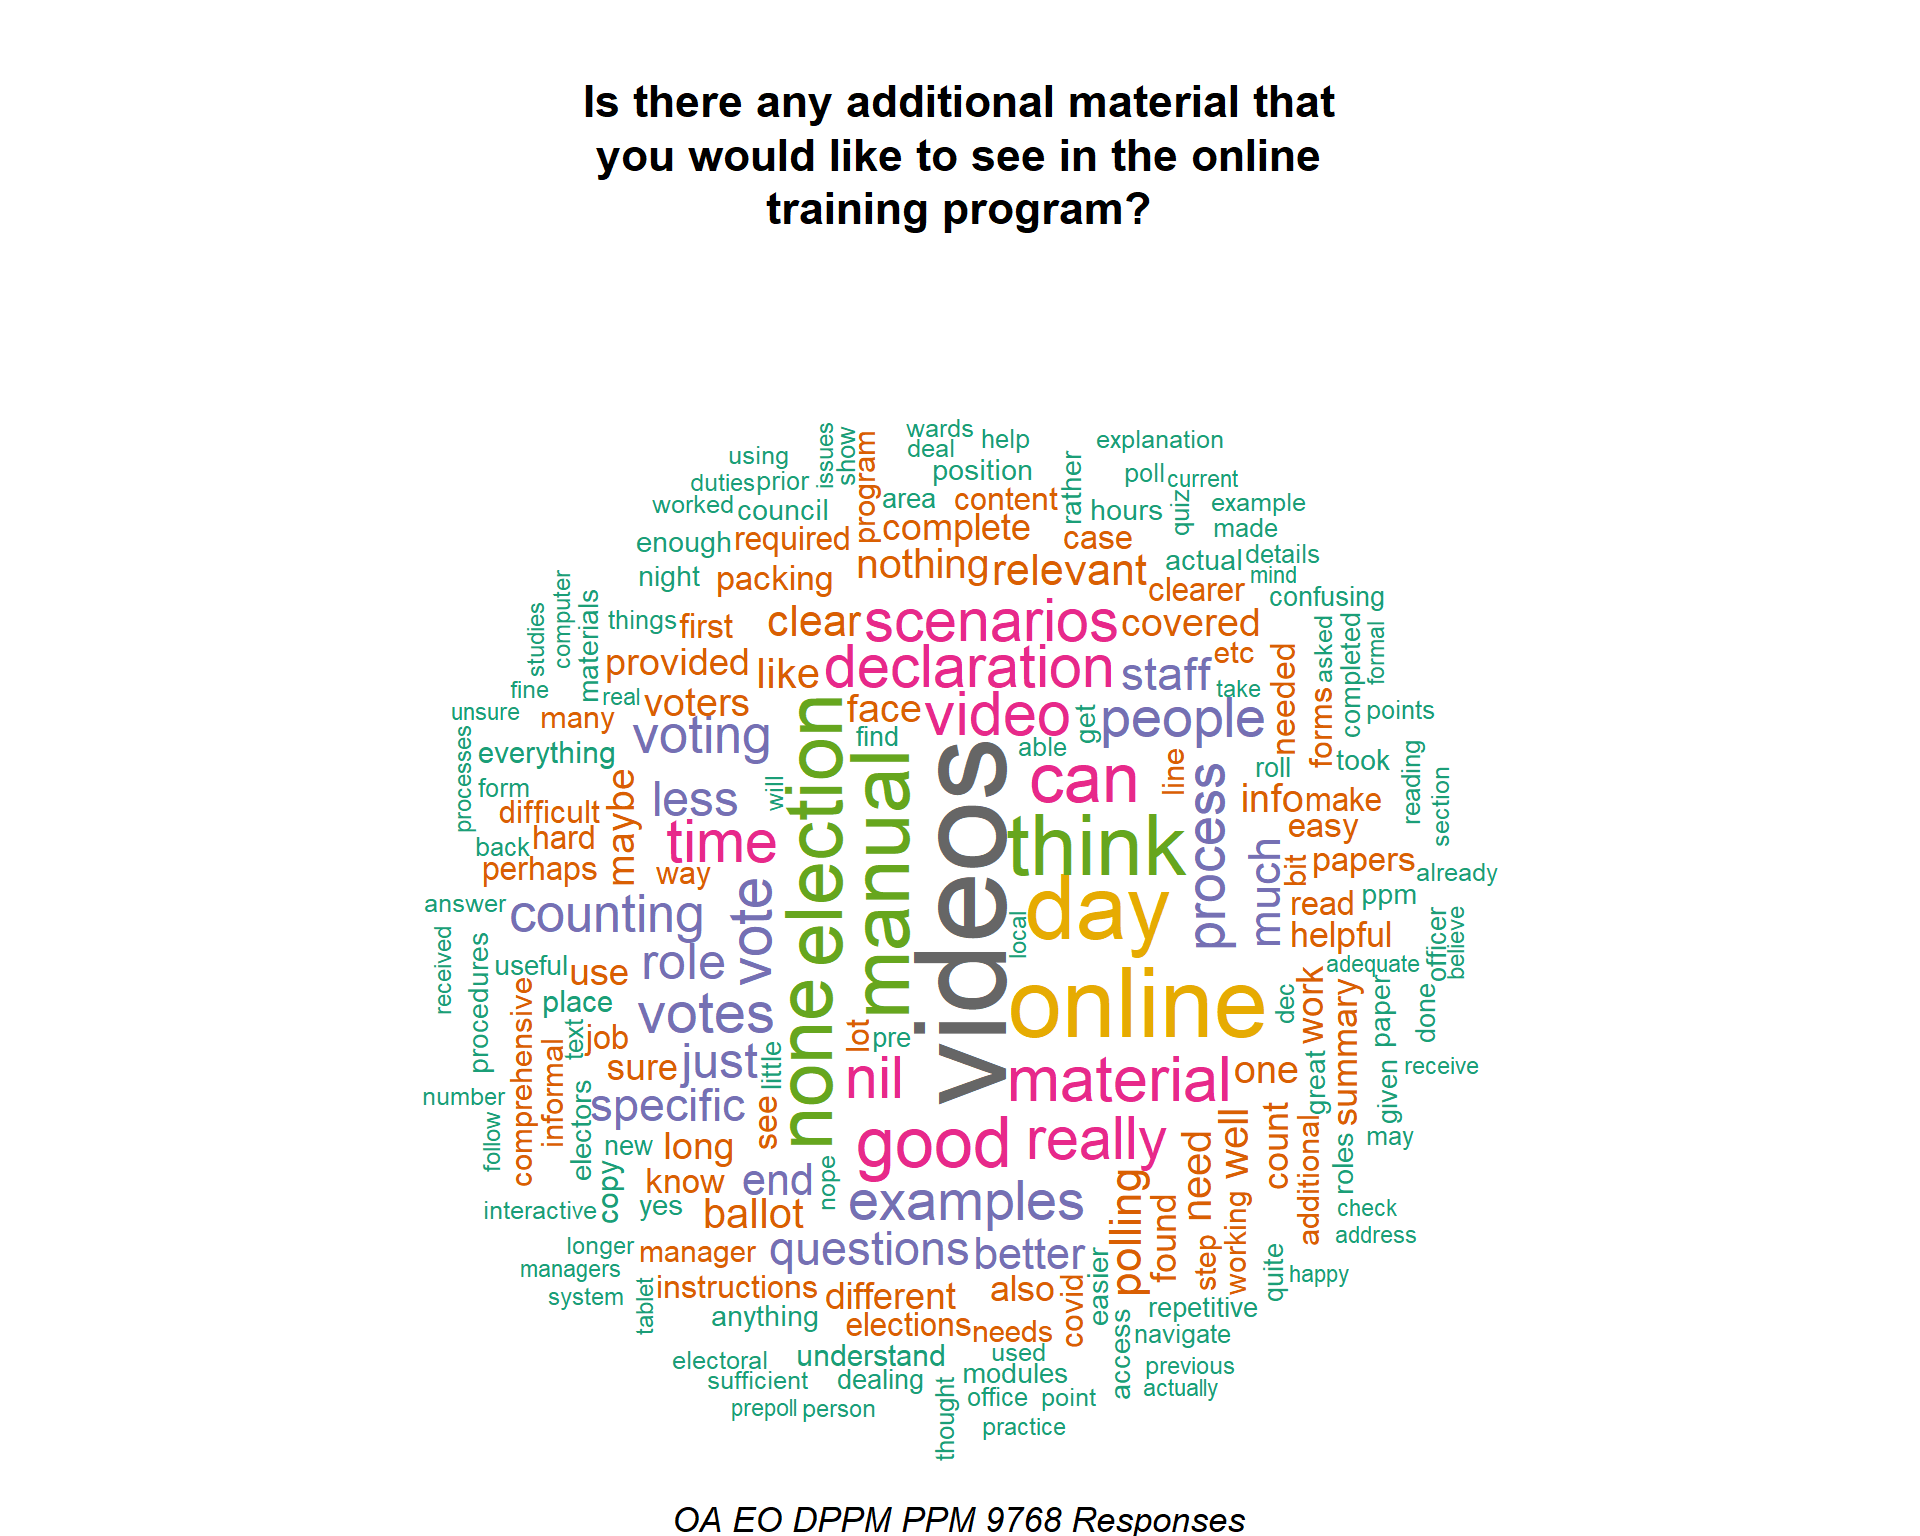 Is there any additional material that
you would like to see in the online
training program?
wards help explanation
using issues show program deal
position rather poll current
duties prior area content hours quiz example
worked council complete case made
enough required nothing relevant actual details
night packing clearer mind
computer materials scenarios confusing
studies things first clear covered asked completed formal
provided like declaration staff etc needed
fine real take forms
unsure many voters election face video get people points
processes everything voting find able
form maybe less will manual videos can line process roll took reading section
difficult info make
back hard time think much easy
perhaps way bit papers already
answer counting vote day read ppm
received local helpful officer believe
procedures useful use role adequate
comprehensive place votes none online dec work summary paper done
informal text job lot pre
sure just little nil material one great given receive
number electors specific see
follow new long good really well count additional roles may
copy know end nope need
interactive yes ballot examples polling found working check
longer manager questions better step address
managers quite happy
system tablet instructions different also covid easier repetitive
anything elections needs navigate
electoral understand used access previous
sufficient dealing modules actually
prepoll person thought office point
practice
OA EO DPPM PPM 9768 Responses